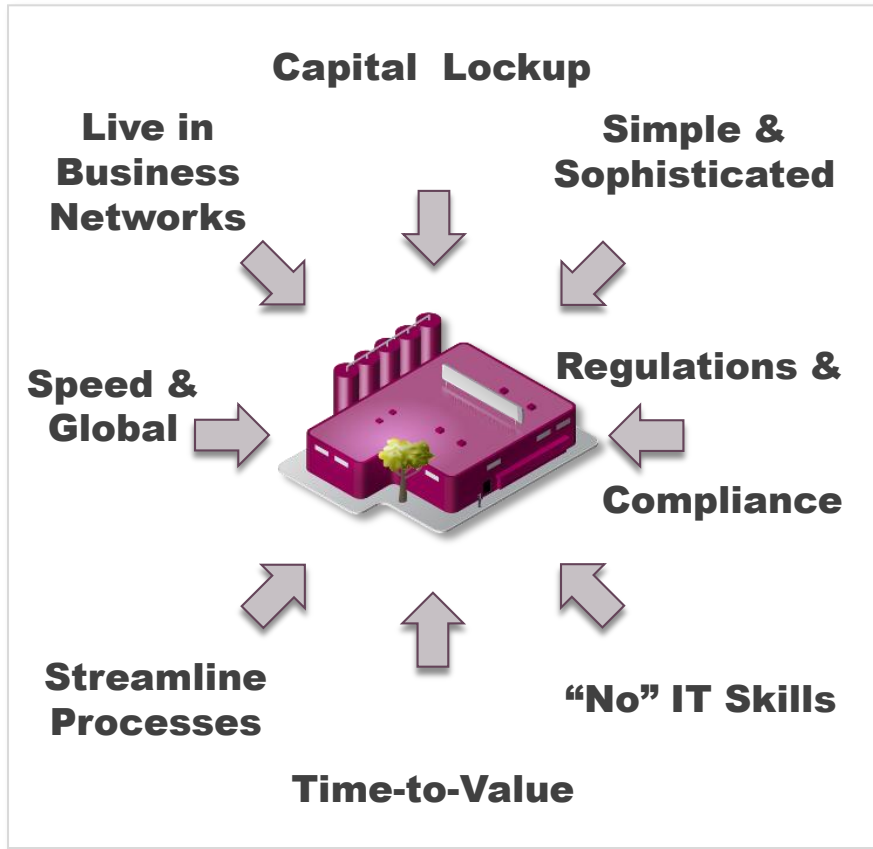 Capital Lockup
Live in
Business
Networks
Simple &
Sophisticated
Speed &
Global
Regulations &
Compliance
Streamline
Processes
“No” IT Skills
Time-to-Value